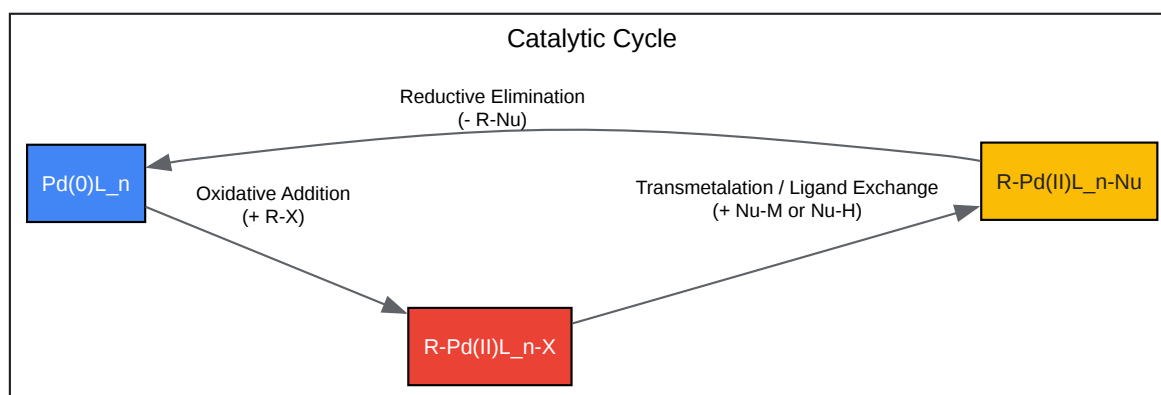 Catalytic Cycle
Reductive Elimination
(- R-Nu)
Pd(0)L_n
Oxidative Addition
(+ R-X)
Transmetalation / Ligand Exchange
(+ Nu-M or Nu-H)
R-Pd(II)L_n-Nu
R-Pd(II)L_n-X